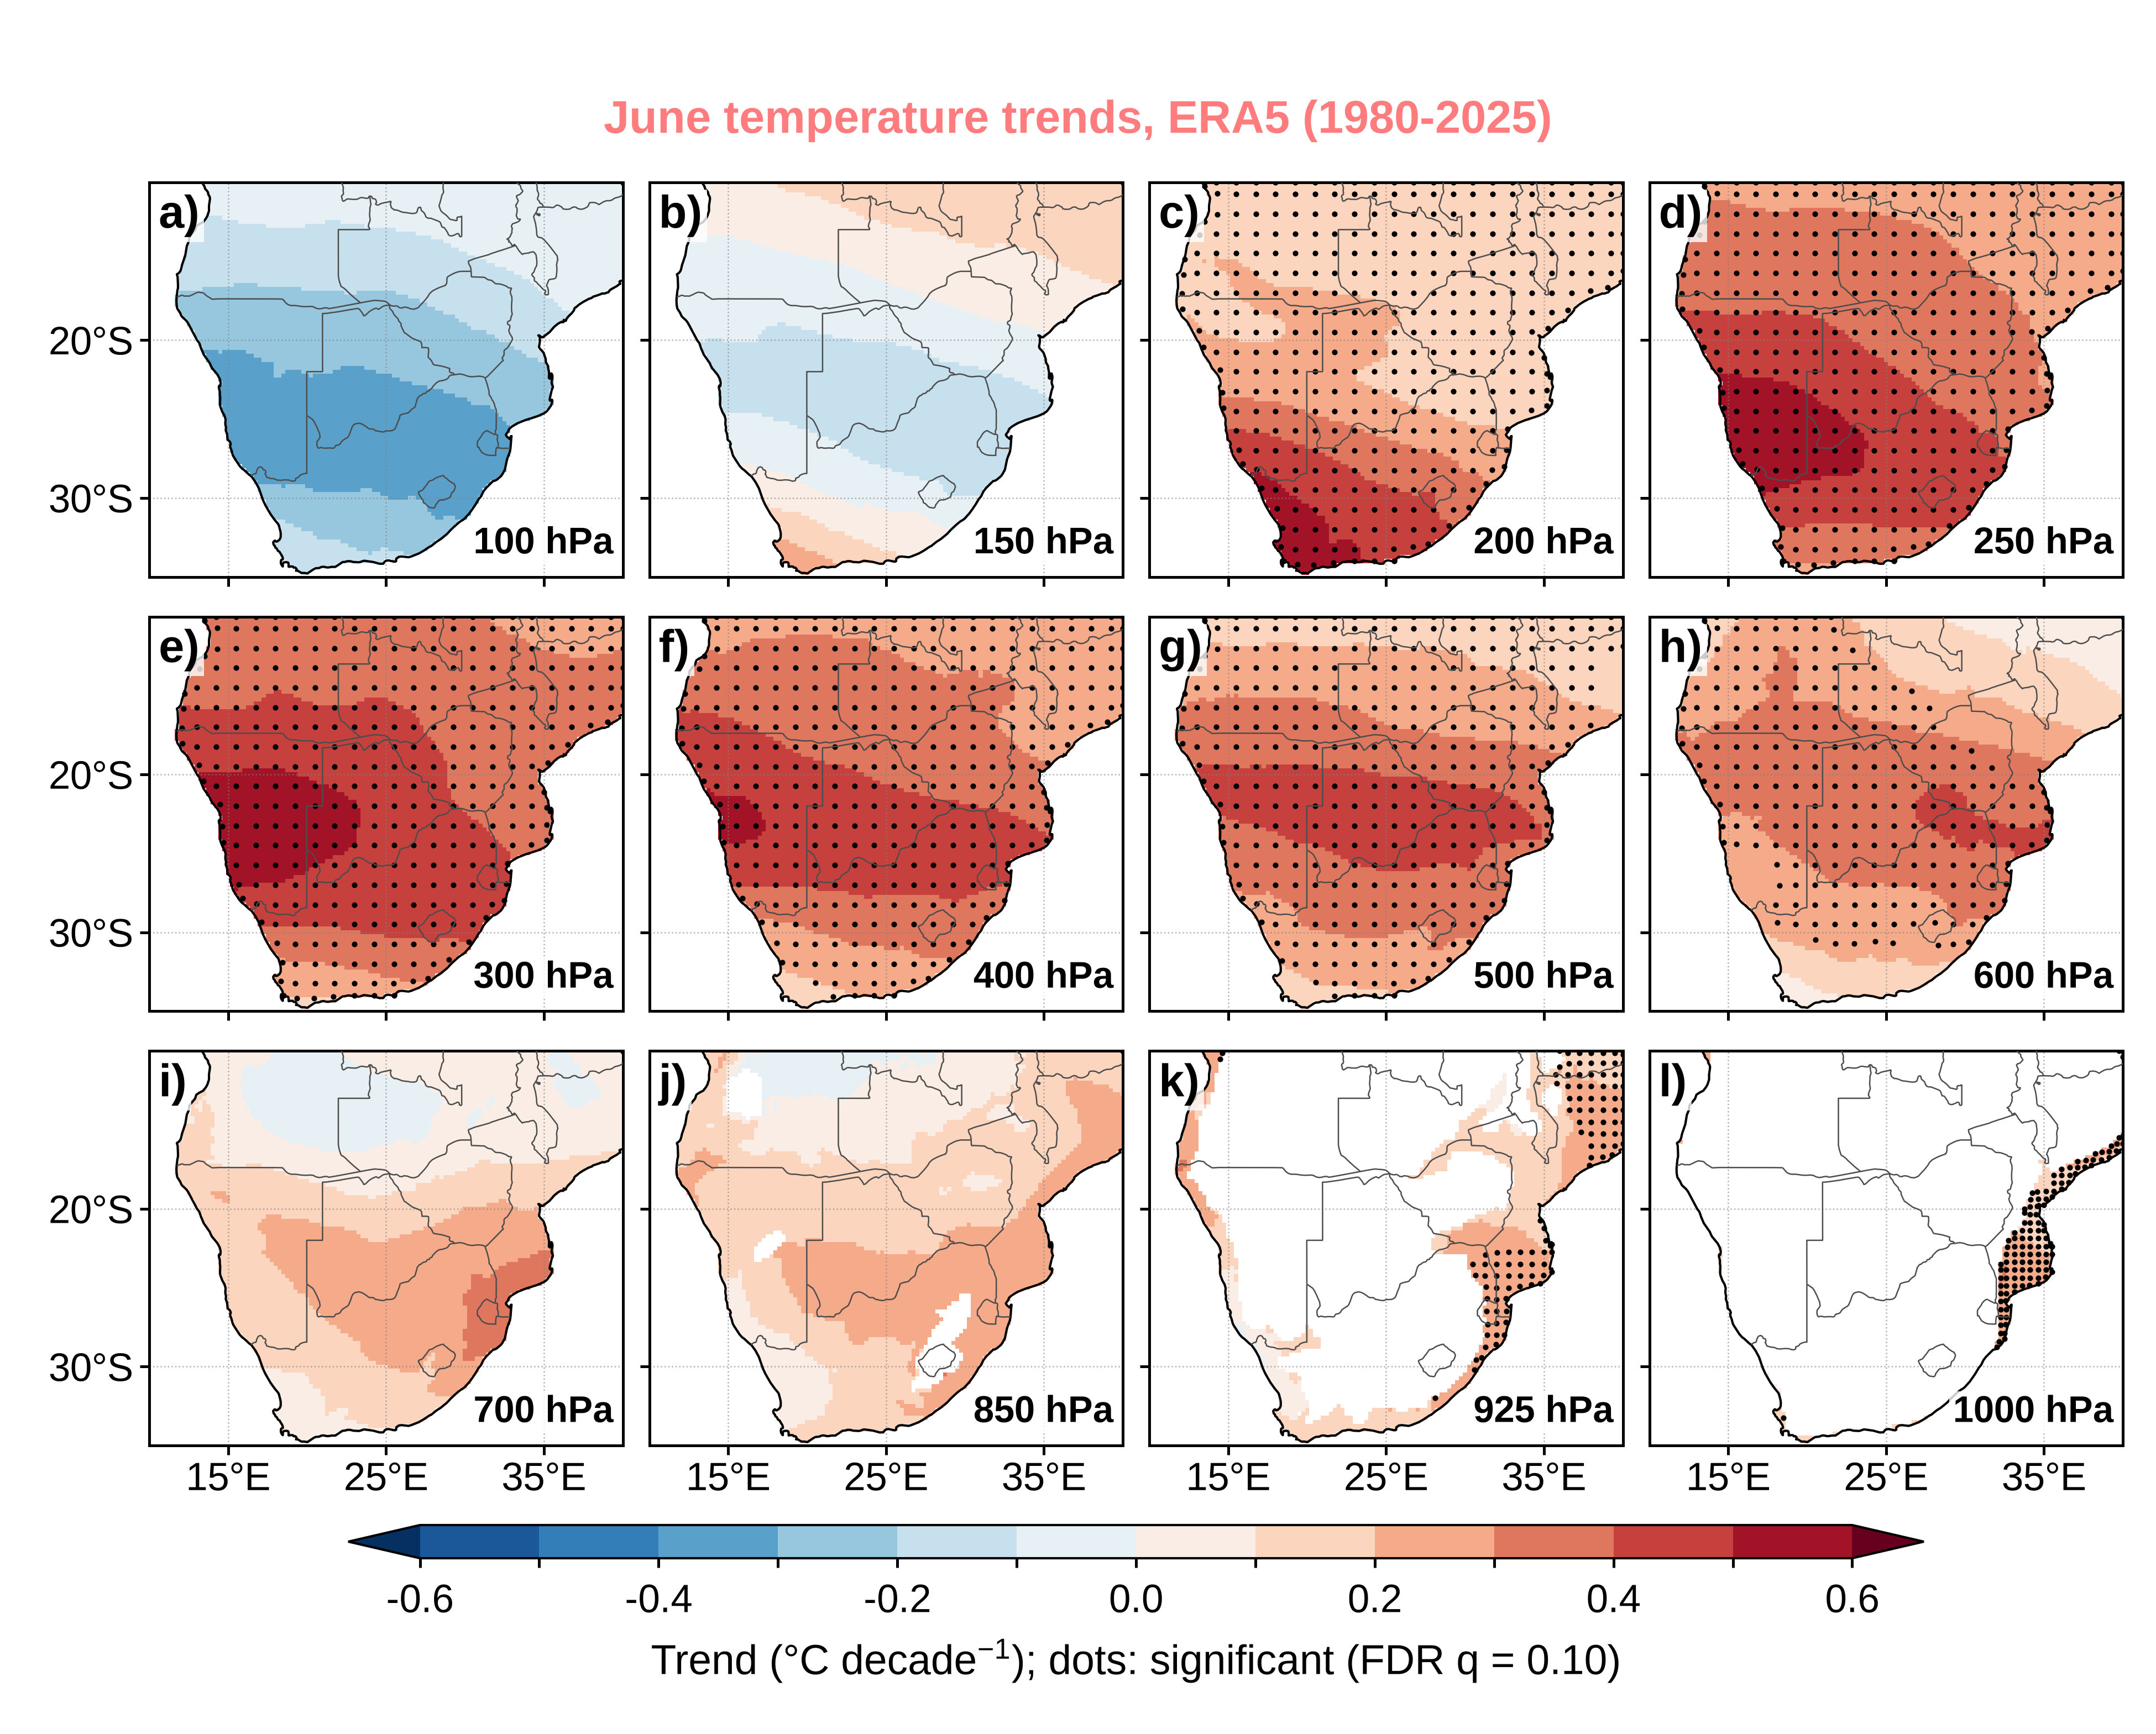 June temperature trends, ERA5 (1980-2025)
a) b) c) d)
20°S
30°S
100 hPa 150 hPa 200 hPa 250 hPa
e) f) g) h)
20°S
30°S
300 hPa 400 hPa 500 hPa 600 hPa
i) j) k) l)
20°S
30°S
700 hPa 850 hPa 925 hPa 1000 hPa
15°E 25°E 35°E 15°E 25°E 35°E 15°E 25°E 35°E 15°E 25°E 35°E
-0.6 -0.4 -0.2 0.0 0.2 0.4 0.6
Trend (°C decade⁻¹); dots: significant (FDR q = 0.10)